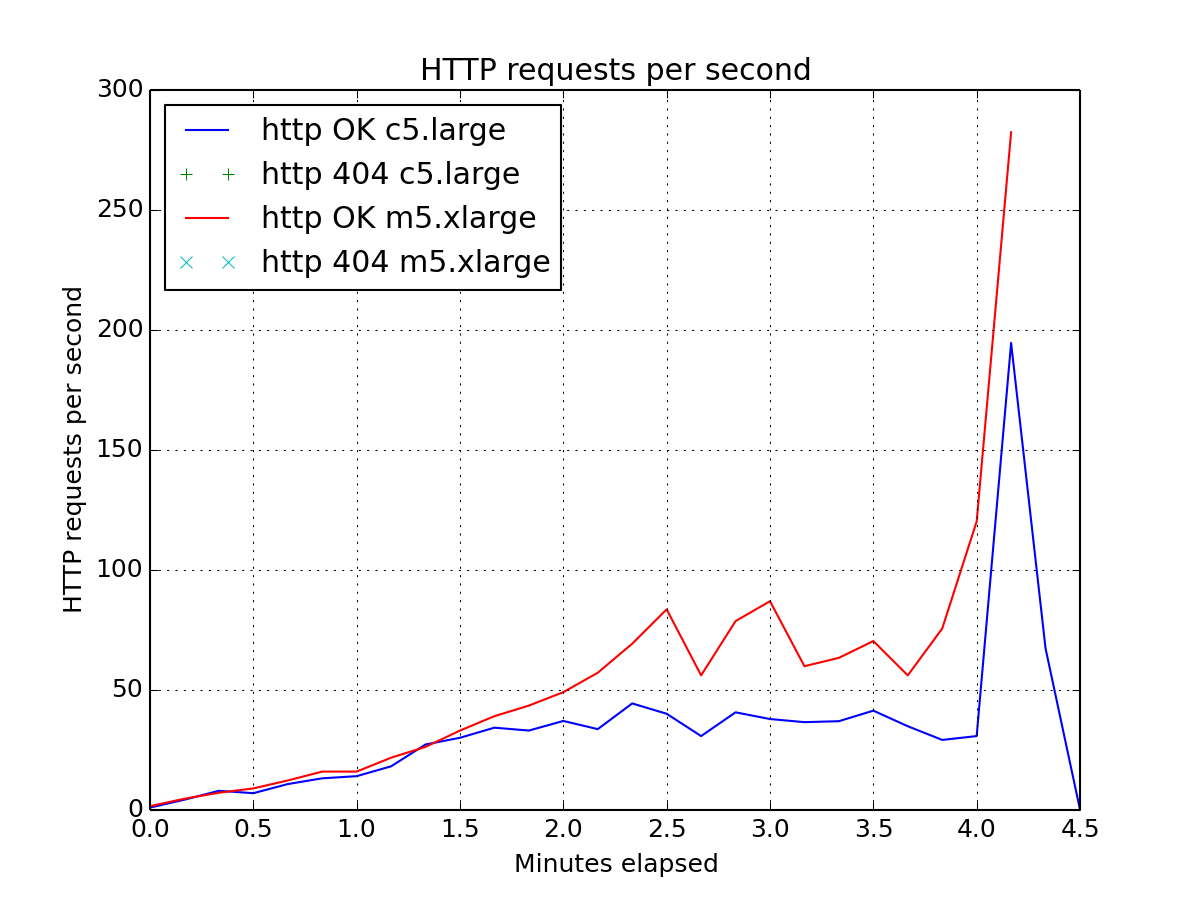 HTTP requests per second
300
250
200
150
100
50
0
http OK c5.large
http 404 c5.large
http OK m5.xlarge
http 404 m5.xlarge
HTTP requests per second
0.0 0.5 1.0 1.5 2.0 2.5 3.0 3.5 4.0 4.5
Minutes elapsed